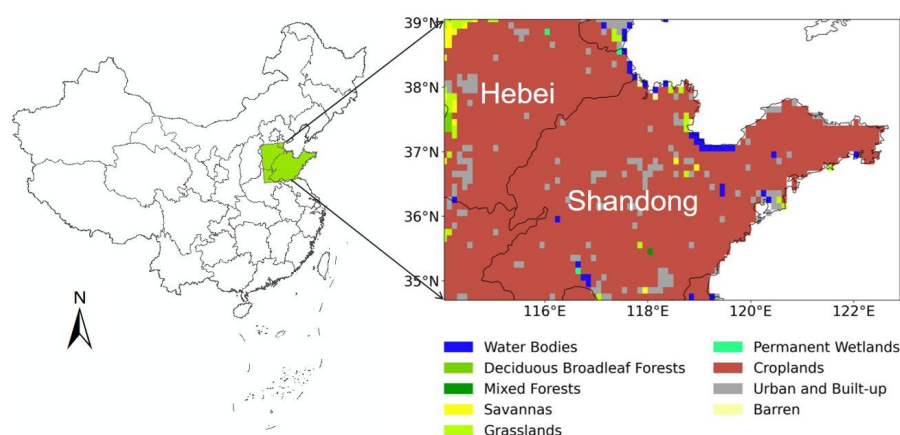 N
39°N
38°N
37°N
36°N
35°N
Hebei
Shandong
116°E
118°E
120°E
122°E
Water Bodies
Deciduous Broadleaf Forests
Mixed Forests
Savannas
Grasslands
Permanent Wetlands
Croplands
Urban and Built-up
Barren